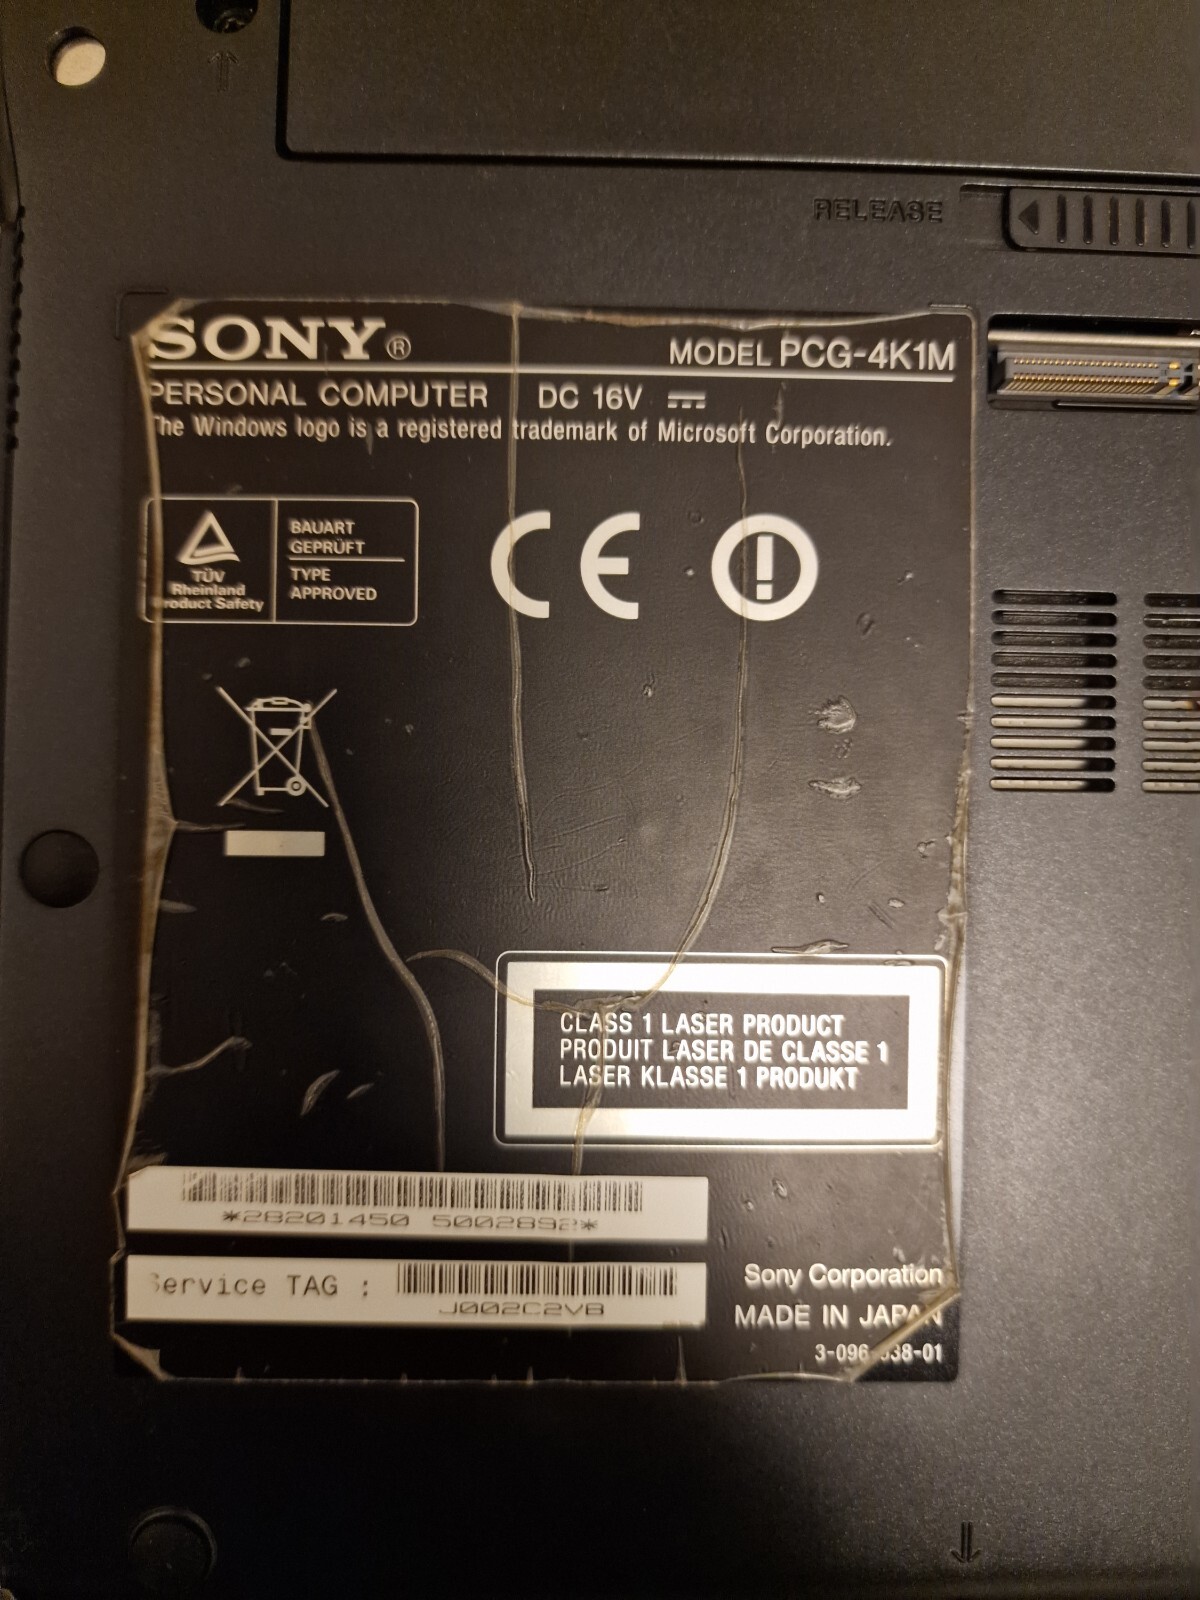 RELEASE
SONY®
MODEL PCG-4K1M
PERSONAL COMPUTER DC 16V
The Windows logo is a registered trademark of Microsoft Corporation.
TÜV
Rheinland
Product Safety
BAUART
GEPRÜFT
TYPE
APPROVED
CE
CLASS 1 LASER PRODUCT
PRODUIT LASER DE CLASSE 1
LASER KLASSE 1 PRODUKT
*28201450 5002892*
Service TAG :
J002C2VB
Sony Corporation
MADE IN JAPAN